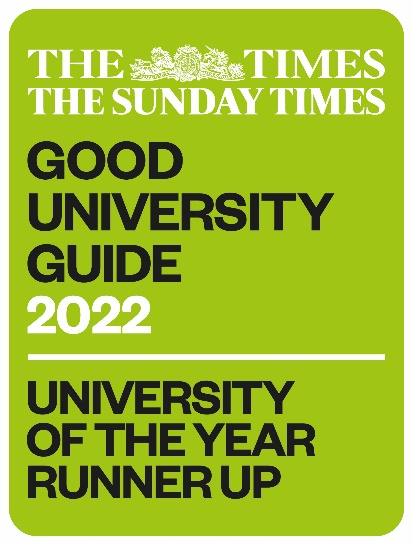 THE TIMES
THE SUNDAY TIMES
GOOD
UNIVERSITY
GUIDE
2022
UNIVERSITY
OF THE YEAR
RUNNER UP